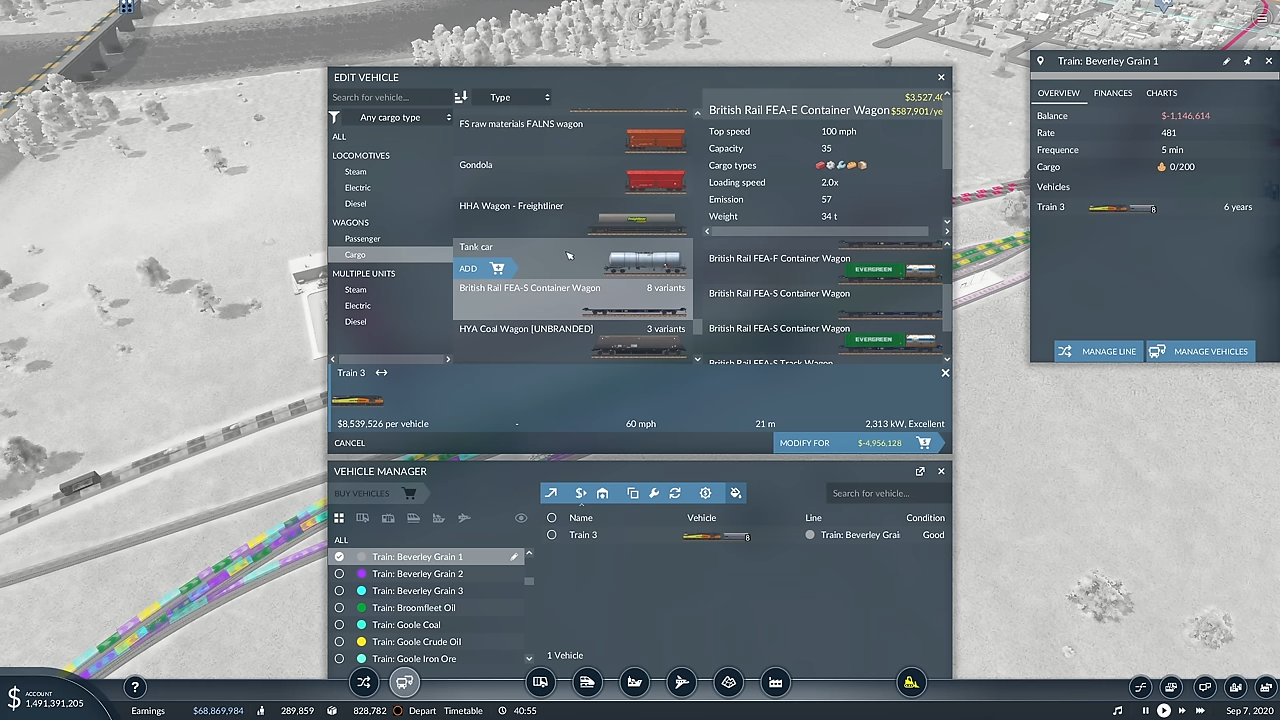 EDIT VEHICLE
Search for vehicle...
Type
Any cargo type
ALL
LOCOMOTIVES
Steam
Electric
Diesel
WAGONS
Passenger
Cargo
MULTIPLE UNITS
Steam
Electric
Diesel
FS raw materials FALNS wagon
Gondola
HHA Wagon - Freightliner
Tank car
ADD
British Rail FEA-S Container Wagon 8 variants
HYA Coal Wagon [UNBRANDED] 3 variants
British Rail FEA-E Container Wagon
$587,901/ye
Top speed 100 mph
Capacity 35
Cargo types
Loading speed 2.0x
Emission 57
Weight 34 t
British Rail FEA-F Container Wagon
EVERGREEN
British Rail FEA-S Container Wagon
British Rail FEA-S Container Wagon
EVERGREEN
British Rail FEA-S Track Wagon
Train 3
$8,539,526 per vehicle - 60 mph 21 m 2,313 kW, Excellent
CANCEL
MODIFY FOR $-4,956,128
VEHICLE MANAGER
BUY VEHICLES
Search for vehicle...
Name Vehicle Line Condition
Train 3 8 Train: Beverley Grai Good
ALL
Train: Beverley Grain 1
Train: Beverley Grain 2
Train: Beverley Grain 3
Train: Broomfleet Oil
Train: Goole Coal
Train: Goole Crude Oil
Train: Goole Iron Ore
1 Vehicle
Train: Beverley Grain 1
OVERVIEW FINANCES CHARTS
Balance $-1,146,614
Rate 481
Frequency 5 min
Cargo 0/200
Vehicles
Train 3 8 6 years
MANAGE LINE
MANAGE VEHICLES
$ ACCOUNT
1,491,391,205
?
Earnings $68,869,984 289,859 828,782 Depart Timetable 40:55
Sep 7, 2020